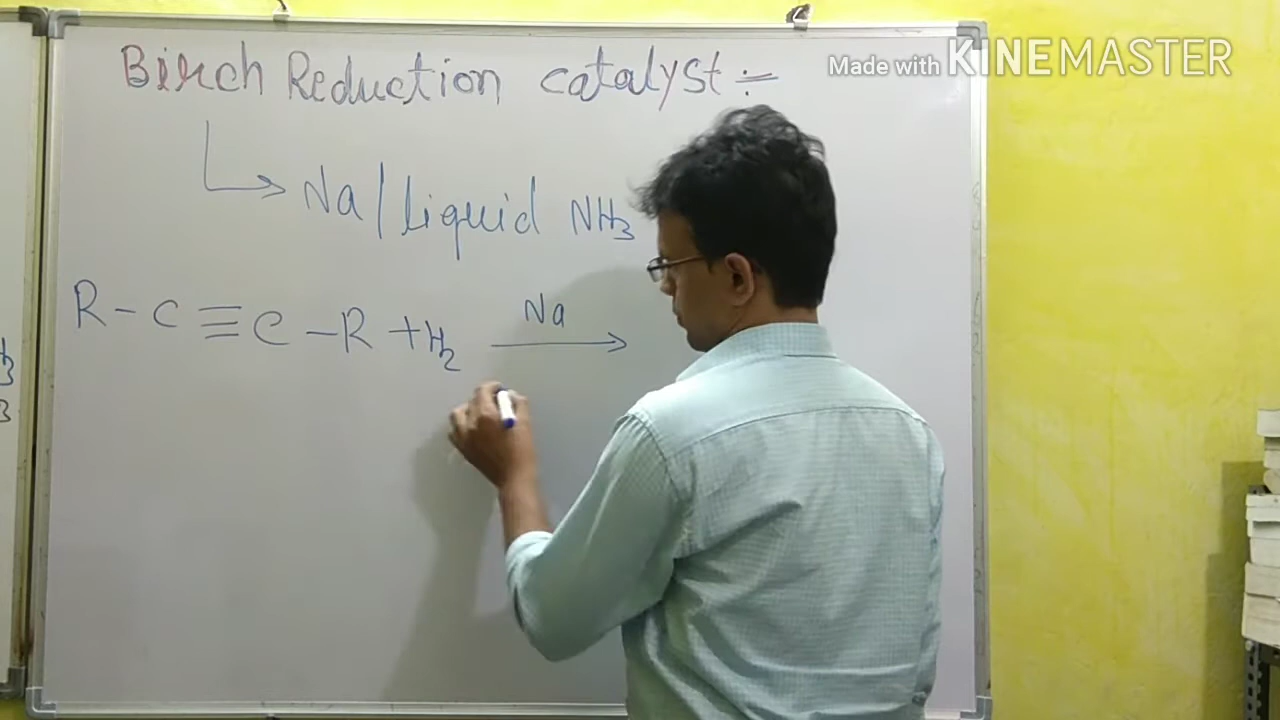 Birch Reduction catalyst :-
Made with KINEMASTER
Na/liquid NH3
R-C≡C-R+H2 Na